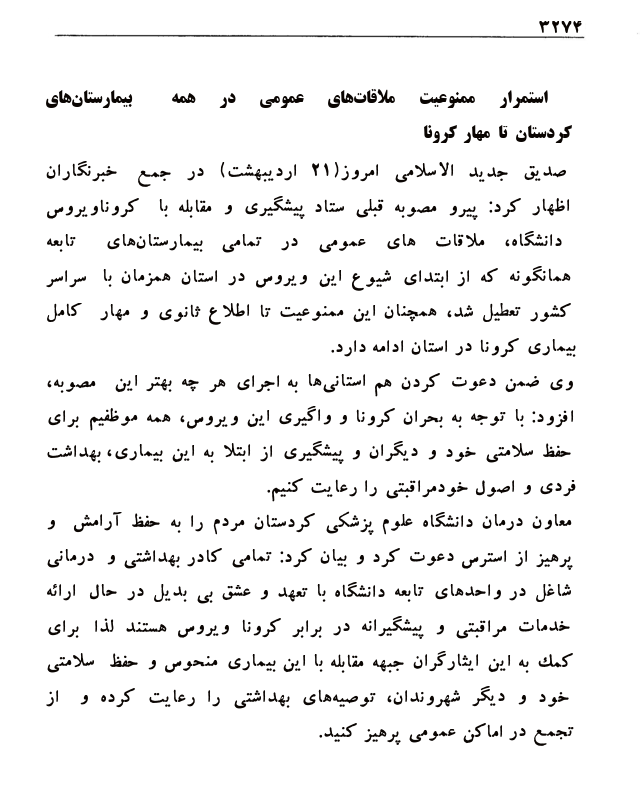 ۳۲۷۴
استمرار ممنوعیت ملاقات‌های عمومی در همه بیمارستان‌های
کردستان تا مهار کرونا
صدیق جدید الاسلامی امروز(۲۱ اردیبهشت) در جمع خبرنگاران
اظهار کرد: پیرو مصوبه قبلی ستاد پیشگیری و مقابله با کروناویروس
دانشگاه، ملاقات های عمومی در تمامی بیمارستان‌های تابعه
همانگونه که از ابتدای شیوع این ویروس در استان همزمان با سراسر
کشور تعطیل شد، همچنان این ممنوعیت تا اطلاع ثانوی و مهار کامل
بیماری کرونا در استان ادامه دارد.
وی ضمن دعوت کردن هم استانی‌ها به اجرای هر چه بهتر این مصوبه،
افزود: با توجه به بحران کرونا و واگیری این ویروس، همه موظفیم برای
حفظ سلامتی خود و دیگران و پیشگیری از ابتلا به این بیماری، بهداشت
فردی و اصول خودمراقبتی را رعایت کنیم.
معاون درمان دانشگاه علوم پزشکی کردستان مردم را به حفظ آرامش و
پرهیز از استرس دعوت کرد و بیان کرد: تمامی کادر بهداشتی و درمانی
شاغل در واحدهای تابعه دانشگاه با تعهد و عشق بی بدیل در حال ارائه
خدمات مراقبتی و پیشگیرانه در برابر کرونا ویروس هستند لذا برای
کمك به این ایثارگران جبهه مقابله با این بیماری منحوس و حفظ سلامتی
خود و دیگر شهروندان، توصیه‌های بهداشتی را رعایت کرده و از
تجمع در اماکن عمومی پرهیز کنید.